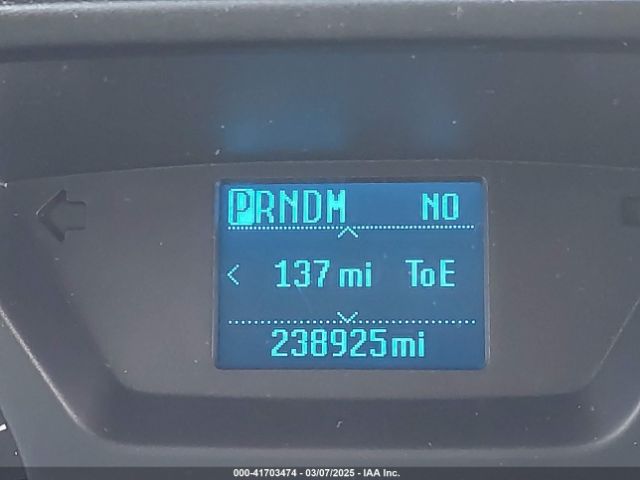 PRNDM NO
< 137 mi ToE
238925mi
000-41703474 - 03/07/2025 - IAA Inc.